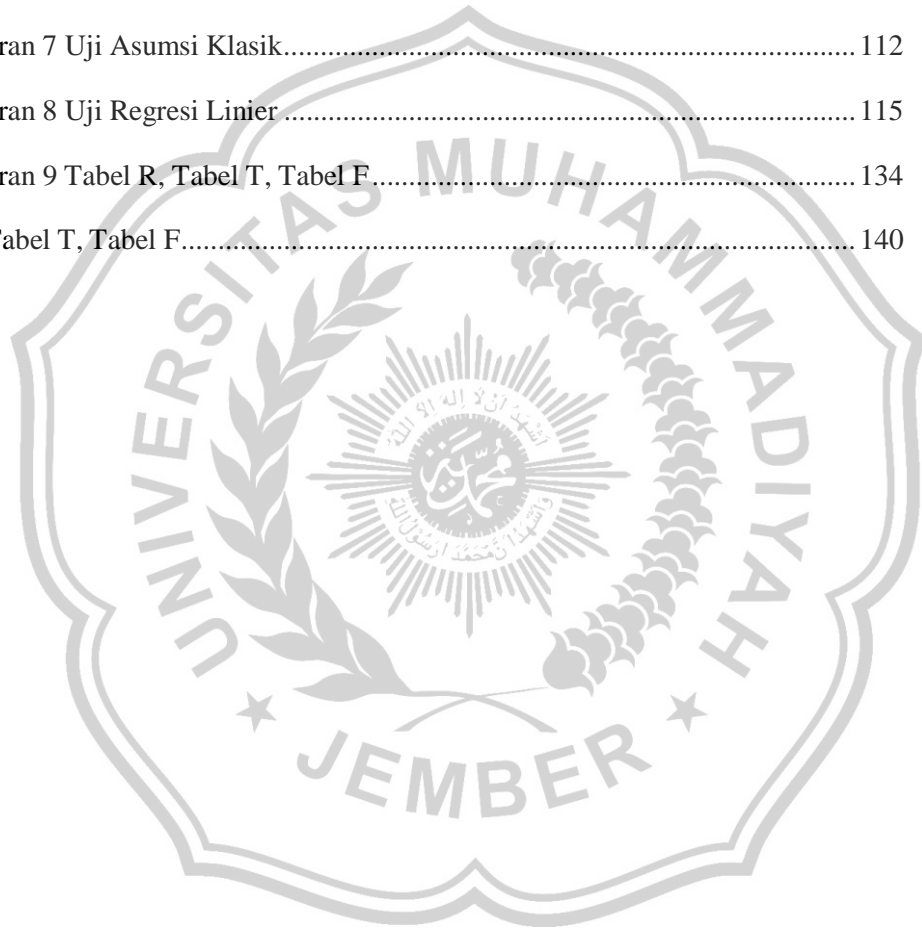 ran 7 Uji Asumsi Klasik.................................................................................................... 112
ran 8 Uji Regresi Linier .................................................................................................... 115
ran 9 Tabel R, Tabel T, Tabel F.................................................................................... 134
Tabel T, Tabel F.................................................................................................................. 140
UNIVERSITAS MUHAMMADIYAH
JEMBER